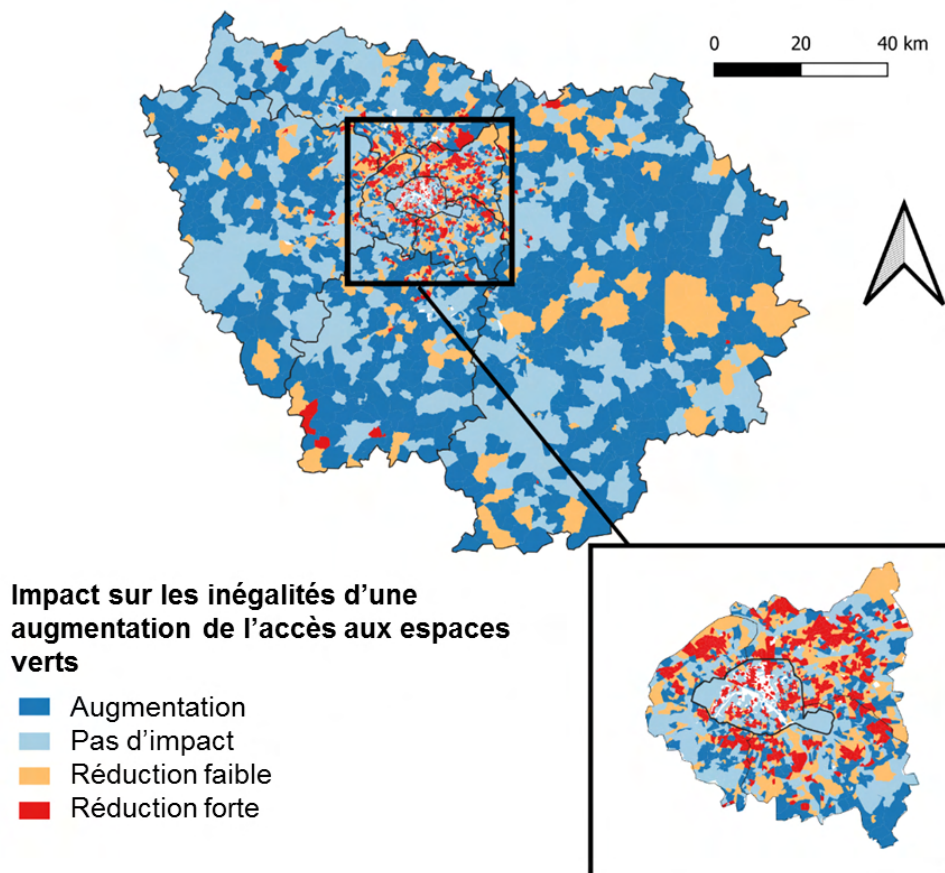 0 20 40 km
Impact sur les inégalités d’une
augmentation de l’accès aux espaces
verts
Augmentation
Pas d’impact
Réduction faible
Réduction forte